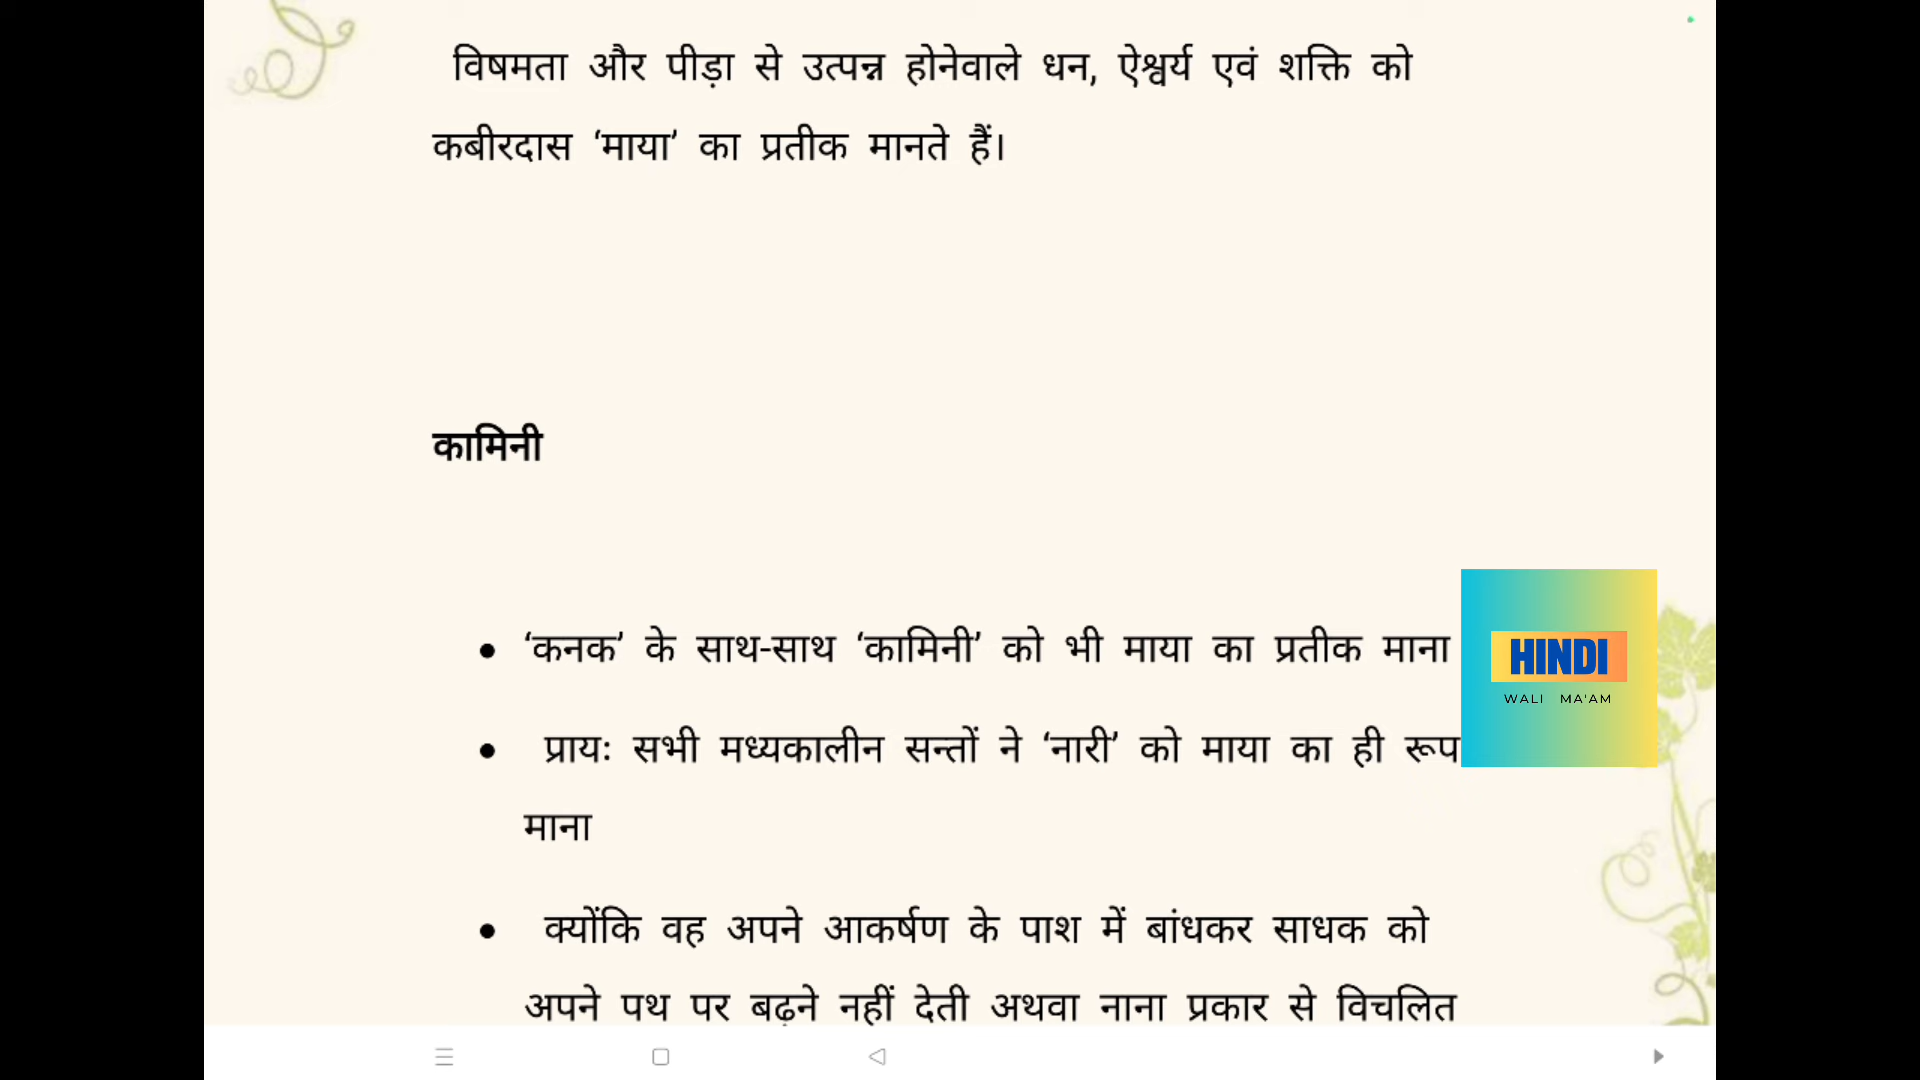 विषमता और पीड़ा से उत्पन्न होनेवाले धन, ऐश्वर्य एवं शक्ति को
कबीरदास ‘माया’ का प्रतीक मानते हैं।
कामिनी
• ‘कनक’ के साथ-साथ ‘कामिनी’ को भी माया का प्रतीक माना
• प्रायः सभी मध्यकालीन सन्तों ने ‘नारी’ को माया का ही रूप
माना
• क्योंकि वह अपने आकर्षण के पाश में बांधकर साधक को
अपने पथ पर बढ़ने नहीं देती अथवा नाना प्रकार से विचलित
HINDI
WALI MA'AM